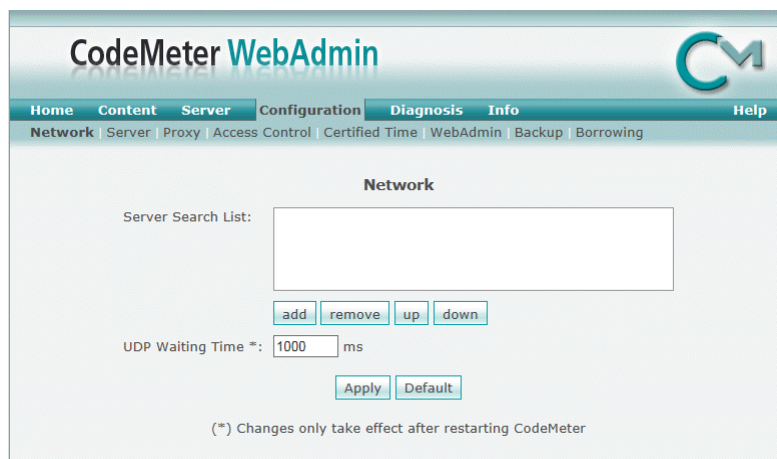 CodeMeter WebAdmin
CM
Home Content Server Configuration Diagnosis Info Help
Network | Server | Proxy | Access Control | Certified Time | WebAdmin | Backup | Borrowing
Network
Server Search List:
add remove up down
UDP Waiting Time *: 1000 ms
Apply Default
(*) Changes only take effect after restarting CodeMeter